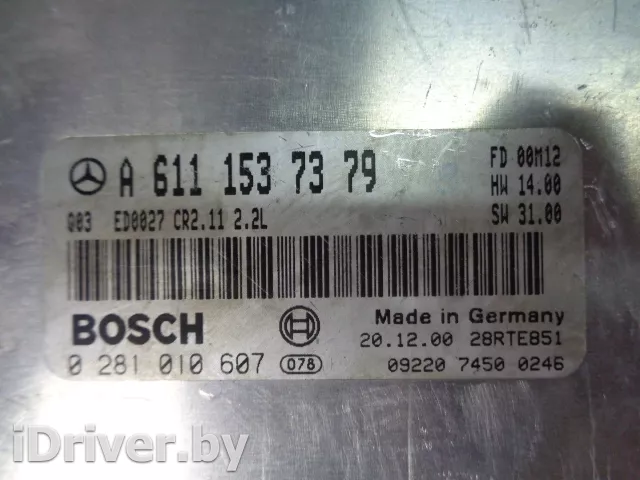 A 611 153 73 79
FD 00M12
HW 14.00
SW 31.00
Q03 ED0027 CR2.11 2.2L
BOSCH
Made in Germany
20.12.00 28RTE851
0 281 010 607 078
09220 7450 0246
iDriver.by